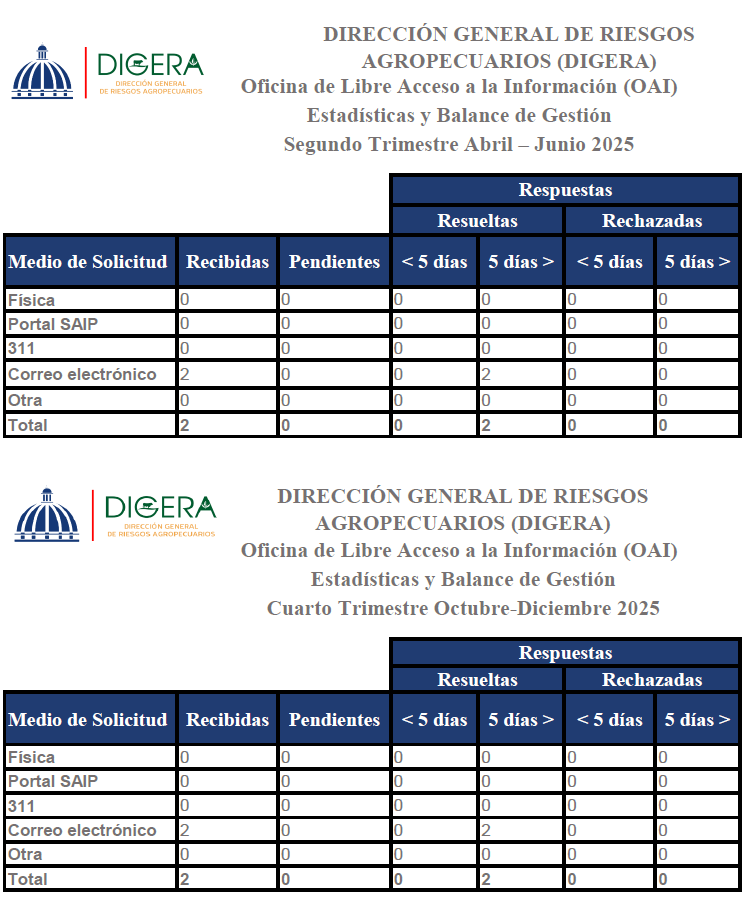 DIRECCIÓN GENERAL DE RIESGOS
AGROPECUARIOS (DIGERA)
Oficina de Libre Acceso a la Información (OAI)
Estadísticas y Balance de Gestión
Segundo Trimestre Abril – Junio 2025
DIGERA
DIRECCIÓN GENERAL
DE RIESGOS AGROPECUARIOS
Respuestas
Resueltas Rechazadas
Medio de Solicitud Recibidas Pendientes < 5 días 5 días > < 5 días 5 días >
Física 0 0 0 0 0 0
Portal SAIP 0 0 0 0 0 0
311 0 0 0 0 0 0
Correo electrónico 2 0 0 2 0 0
Otra 0 0 0 0 0 0
Total 2 0 0 2 0 0
DIRECCIÓN GENERAL DE RIESGOS
AGROPECUARIOS (DIGERA)
Oficina de Libre Acceso a la Información (OAI)
Estadísticas y Balance de Gestión
Cuarto Trimestre Octubre-Diciembre 2025
DIGERA
DIRECCIÓN GENERAL
DE RIESGOS AGROPECUARIOS
Respuestas
Resueltas Rechazadas
Medio de Solicitud Recibidas Pendientes < 5 días 5 días > < 5 días 5 días >
Física 0 0 0 0 0 0
Portal SAIP 0 0 0 0 0 0
311 0 0 0 0 0 0
Correo electrónico 2 0 0 2 0 0
Otra 0 0 0 0 0 0
Total 2 0 0 2 0 0